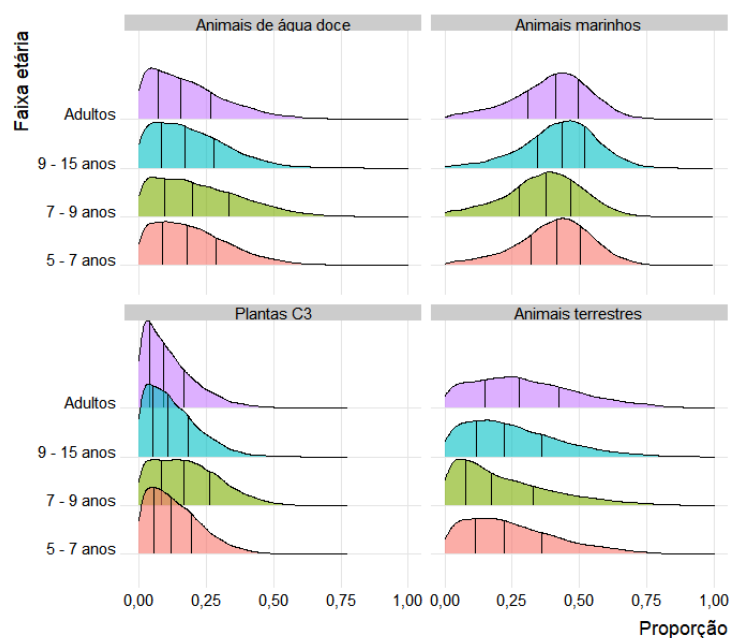 Faixa etária
Animais de água doce
Animais marinhos
Adultos
9 - 15 anos
7 - 9 anos
5 - 7 anos
Plantas C3
Animais terrestres
Adultos
9 - 15 anos
7 - 9 anos
5 - 7 anos
0,00 0,25 0,50 0,75 1,00 0,00 0,25 0,50 0,75 1,00
Proporção